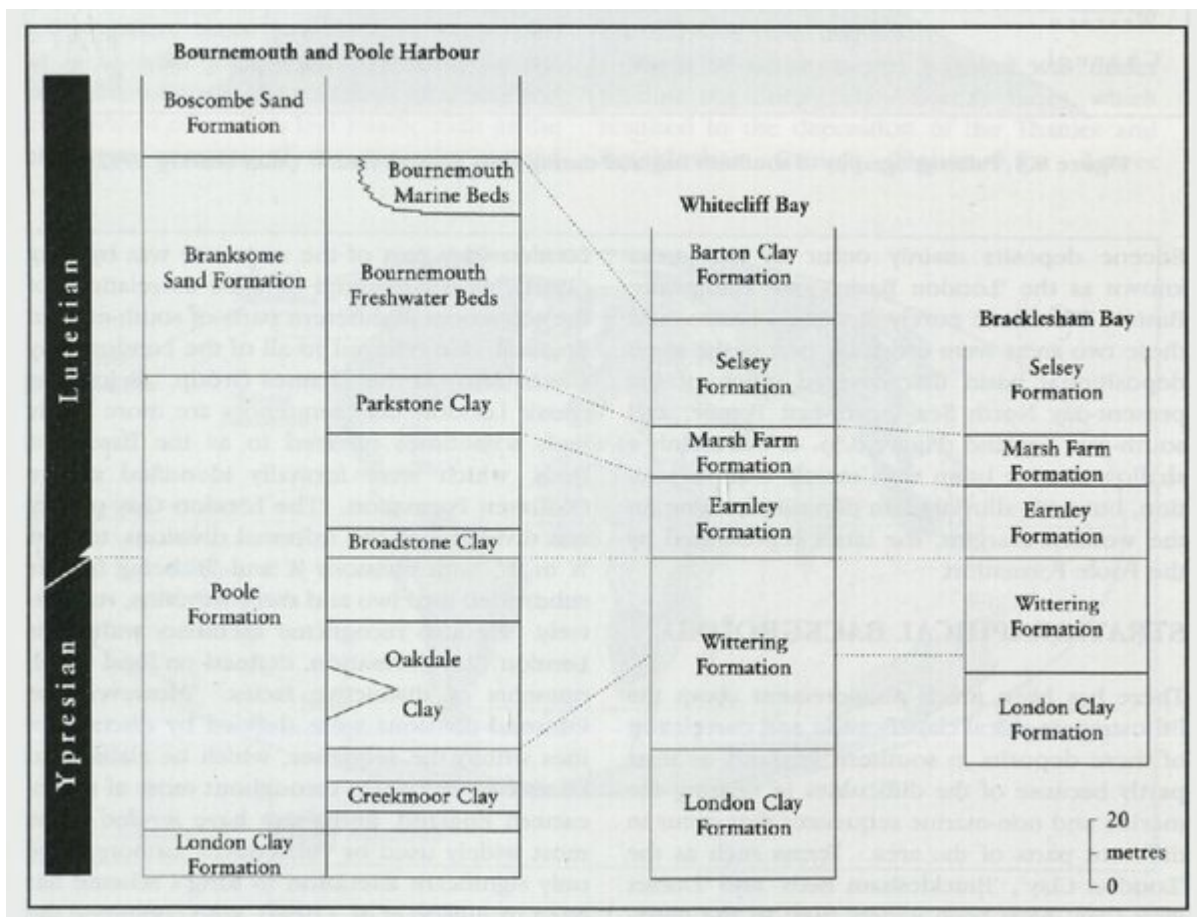 Bournemouth and Poole Harbour
Lutetian
Ypresian
Boscombe Sand
Formation
Branksome
Sand Formation
Poole
Formation
London Clay
Formation
Bournemouth
Marine Beds
Bournemouth
Freshwater Beds
Parkstone Clay
Broadstone Clay
Oakdale
Clay
Creekmoor Clay
Whitecliff Bay
Barton Clay
Formation
Selsey
Formation
Marsh Farm
Formation
Earnley
Formation
Wittering
Formation
London Clay
Formation
Bracklesham Bay
Selsey
Formation
Marsh Farm
Formation
Earnley
Formation
Wittering
Formation
London Clay
Formation
20
metres
0